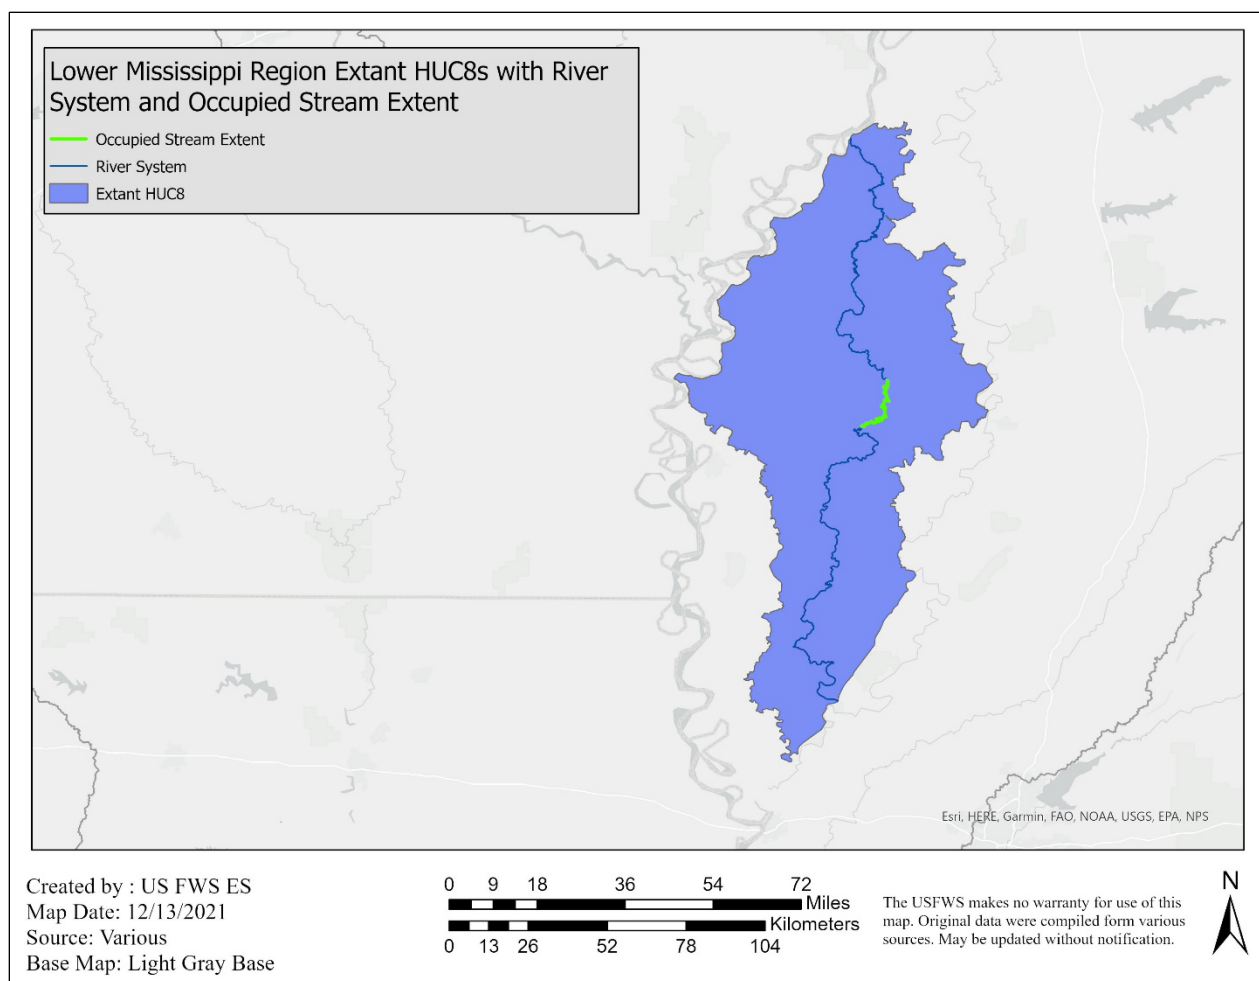 Lower Mississippi Region Extant HUC8s with River
System and Occupied Stream Extent
Occupied Stream Extent
River System
Extant HUC8
Esri, HERE, Garmin, FAO, NOAA, USGS, EPA, NPS
Created by : US FWS ES
Map Date: 12/13/2021
Source: Various
Base Map: Light Gray Base
0 9 18 36 54 72
Miles
Kilometers
0 13 26 52 78 104
The USFWS makes no warranty for use of this
map. Original data were compiled form various
sources. May be updated without notification.
N